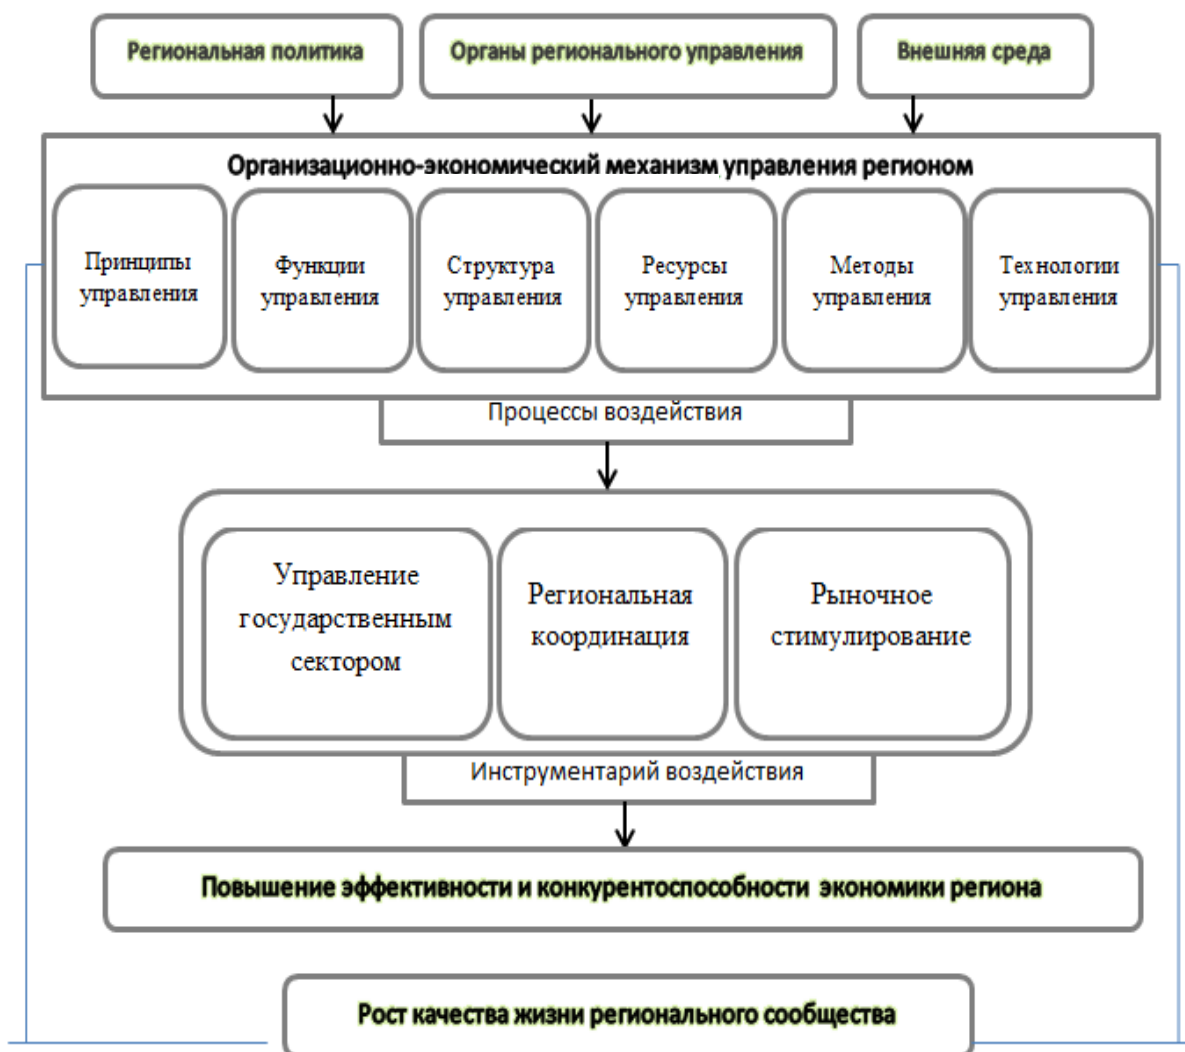 Региональная политика
Органы регионального управления
Внешняя среда
Организационно-экономический механизм управления регионом
Принципы
управления
Функции
управления
Структура
управления
Ресурсы
управления
Методы
управления
Технологии
управления
Процессы воздействия
Управление
государственным
сектором
Региональная
координация
Рыночное
стимулирование
Инструментарий воздействия
Повышение эффективности и конкурентоспособности экономики региона
Рост качества жизни регионального сообщества